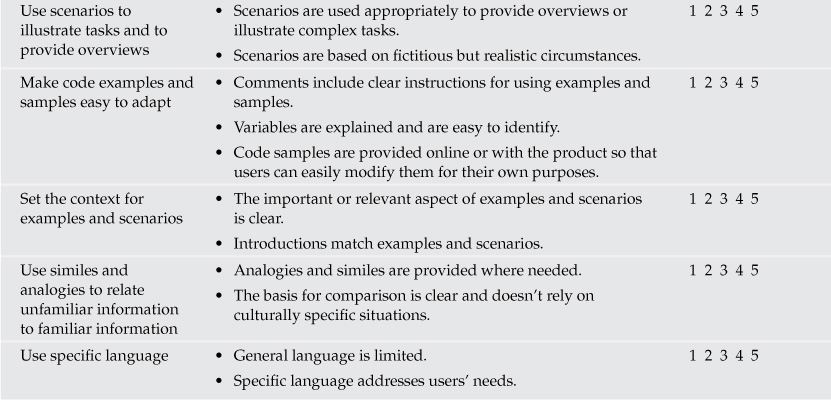 Use scenarios to
illustrate tasks and to
provide overviews
• Scenarios are used appropriately to provide overviews or
illustrate complex tasks.
• Scenarios are based on fictitious but realistic circumstances.
1 2 3 4 5
Make code examples and
samples easy to adapt
• Comments include clear instructions for using examples and
samples.
• Variables are explained and are easy to identify.
• Code samples are provided online or with the product so that
users can easily modify them for their own purposes.
1 2 3 4 5
Set the context for
examples and scenarios
• The important or relevant aspect of examples and scenarios
is clear.
• Introductions match examples and scenarios.
1 2 3 4 5
Use similes and
analogies to relate
unfamiliar information
to familiar information
• Analogies and similes are provided where needed.
• The basis for comparison is clear and doesn’t rely on
culturally specific situations.
1 2 3 4 5
Use specific language
• General language is limited.
• Specific language addresses users’ needs.
1 2 3 4 5